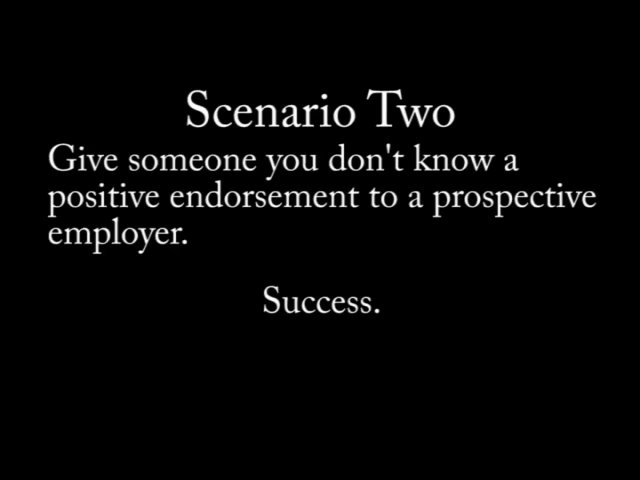 Scenario Two
Give someone you don't know a
positive endorsement to a prospective
employer.
Success.